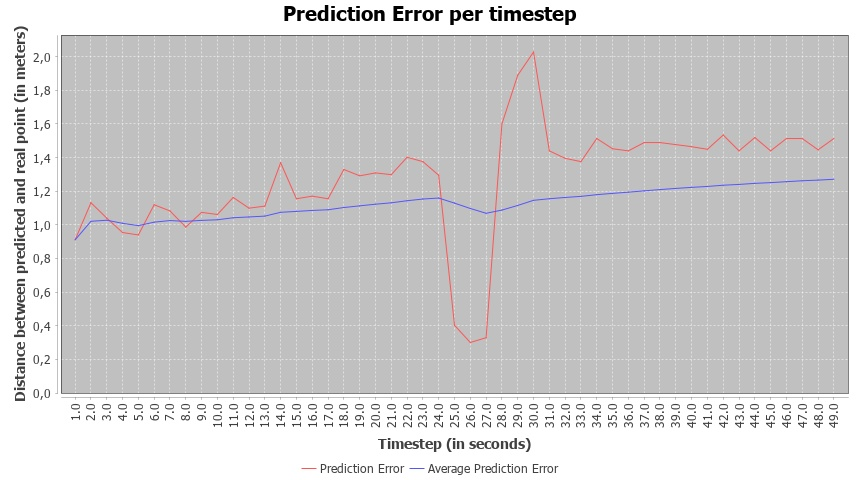 Prediction Error per timestep
Distance between predicted and real point (in meters)
2,0
1,8
1,6
1,4
1,2
1,0
0,8
0,6
0,4
0,2
0,0
1.0 2.0 3.0 4.0 5.0 6.0 7.0 8.0 9.0 10.0 11.0 12.0 13.0 14.0 15.0 16.0 17.0 18.0 19.0 20.0 21.0 22.0 23.0 24.0 25.0 26.0 27.0 28.0 29.0 30.0 31.0 32.0 33.0 34.0 35.0 36.0 37.0 38.0 39.0 40.0 41.0 42.0 43.0 44.0 45.0 46.0 47.0 48.0 49.0
Timestep (in seconds)
Prediction Error Average Prediction Error